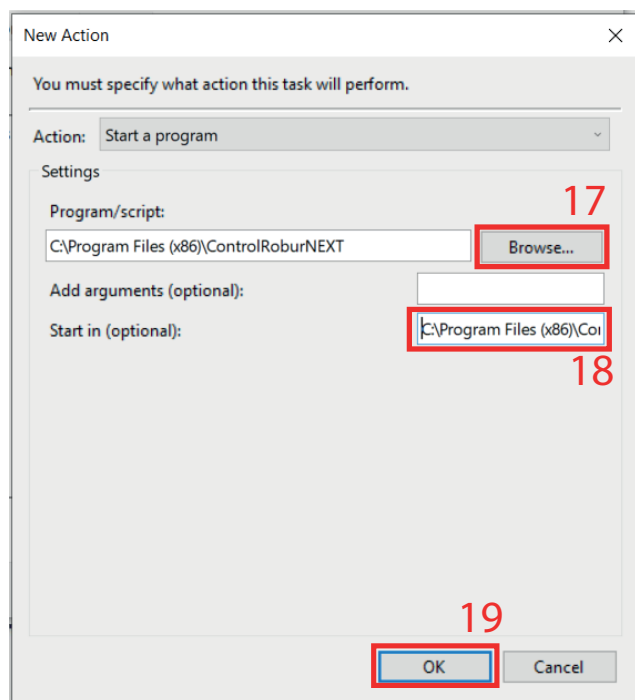 New Action
You must specify what action this task will perform.
Action: Start a program
Settings
Program/script:
17
C:\Program Files (x86)\ControlRoburNEXT Browse...
Add arguments (optional):
Start in (optional): C:\Program Files (x86)\Coi
18
19
OK Cancel